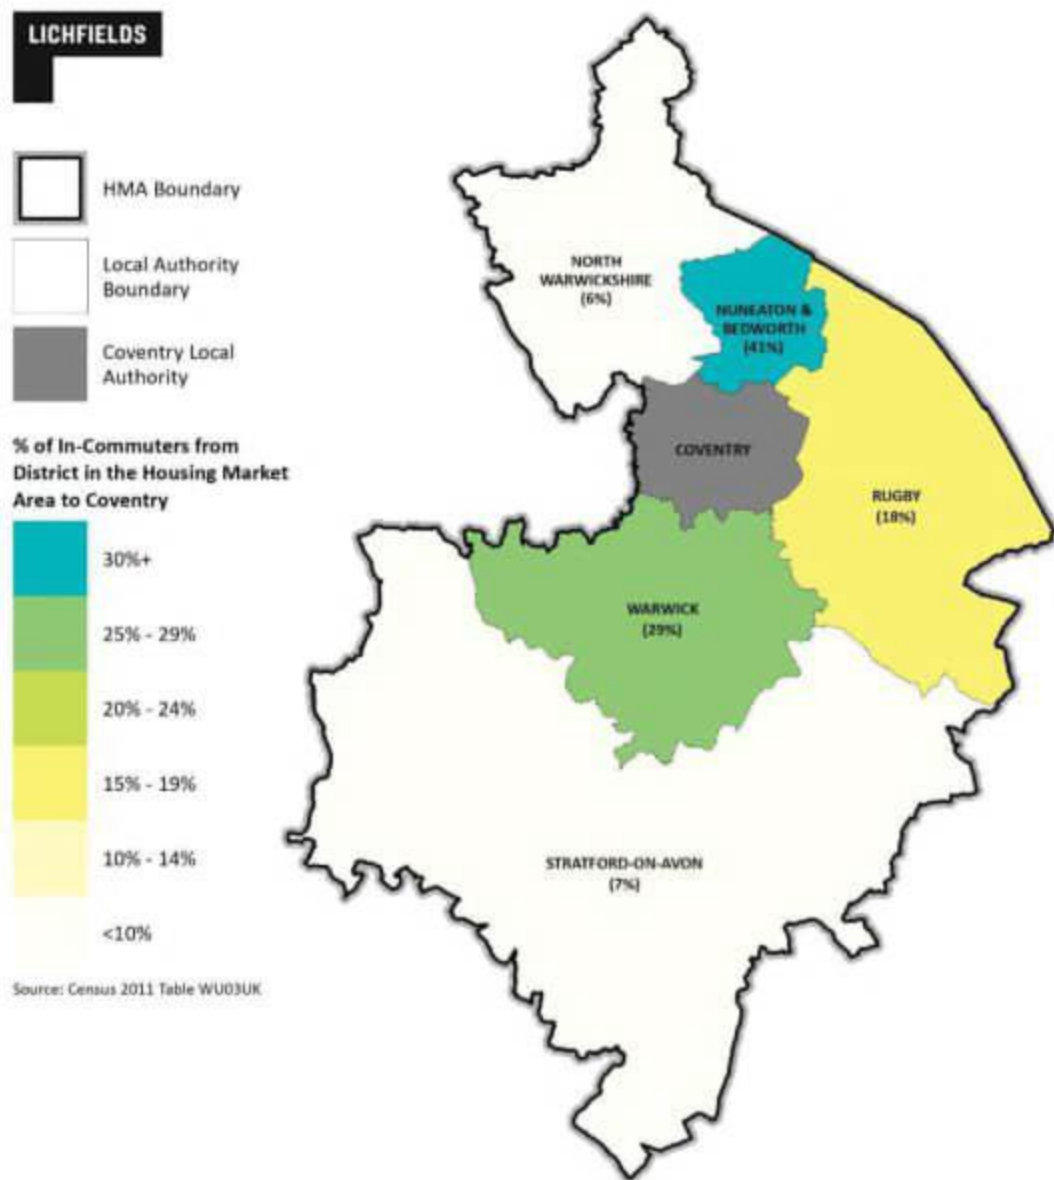 LICHFIELDS
HMA Boundary
Local Authority
Boundary
Coventry Local
Authority
% of In-Commuters from
District in the Housing Market
Area to Coventry
30%+
25% - 29%
20% - 24%
15% - 19%
10% - 14%
<10%
Source: Census 2011 Table WU03UK
NORTH
WARWICKSHIRE
(6%)
NUNEATON &
BEDWORTH
(41%)
COVENTRY
RUGBY
(18%)
WARWICK
(29%)
STRATFORD-ON-AVON
(7%)